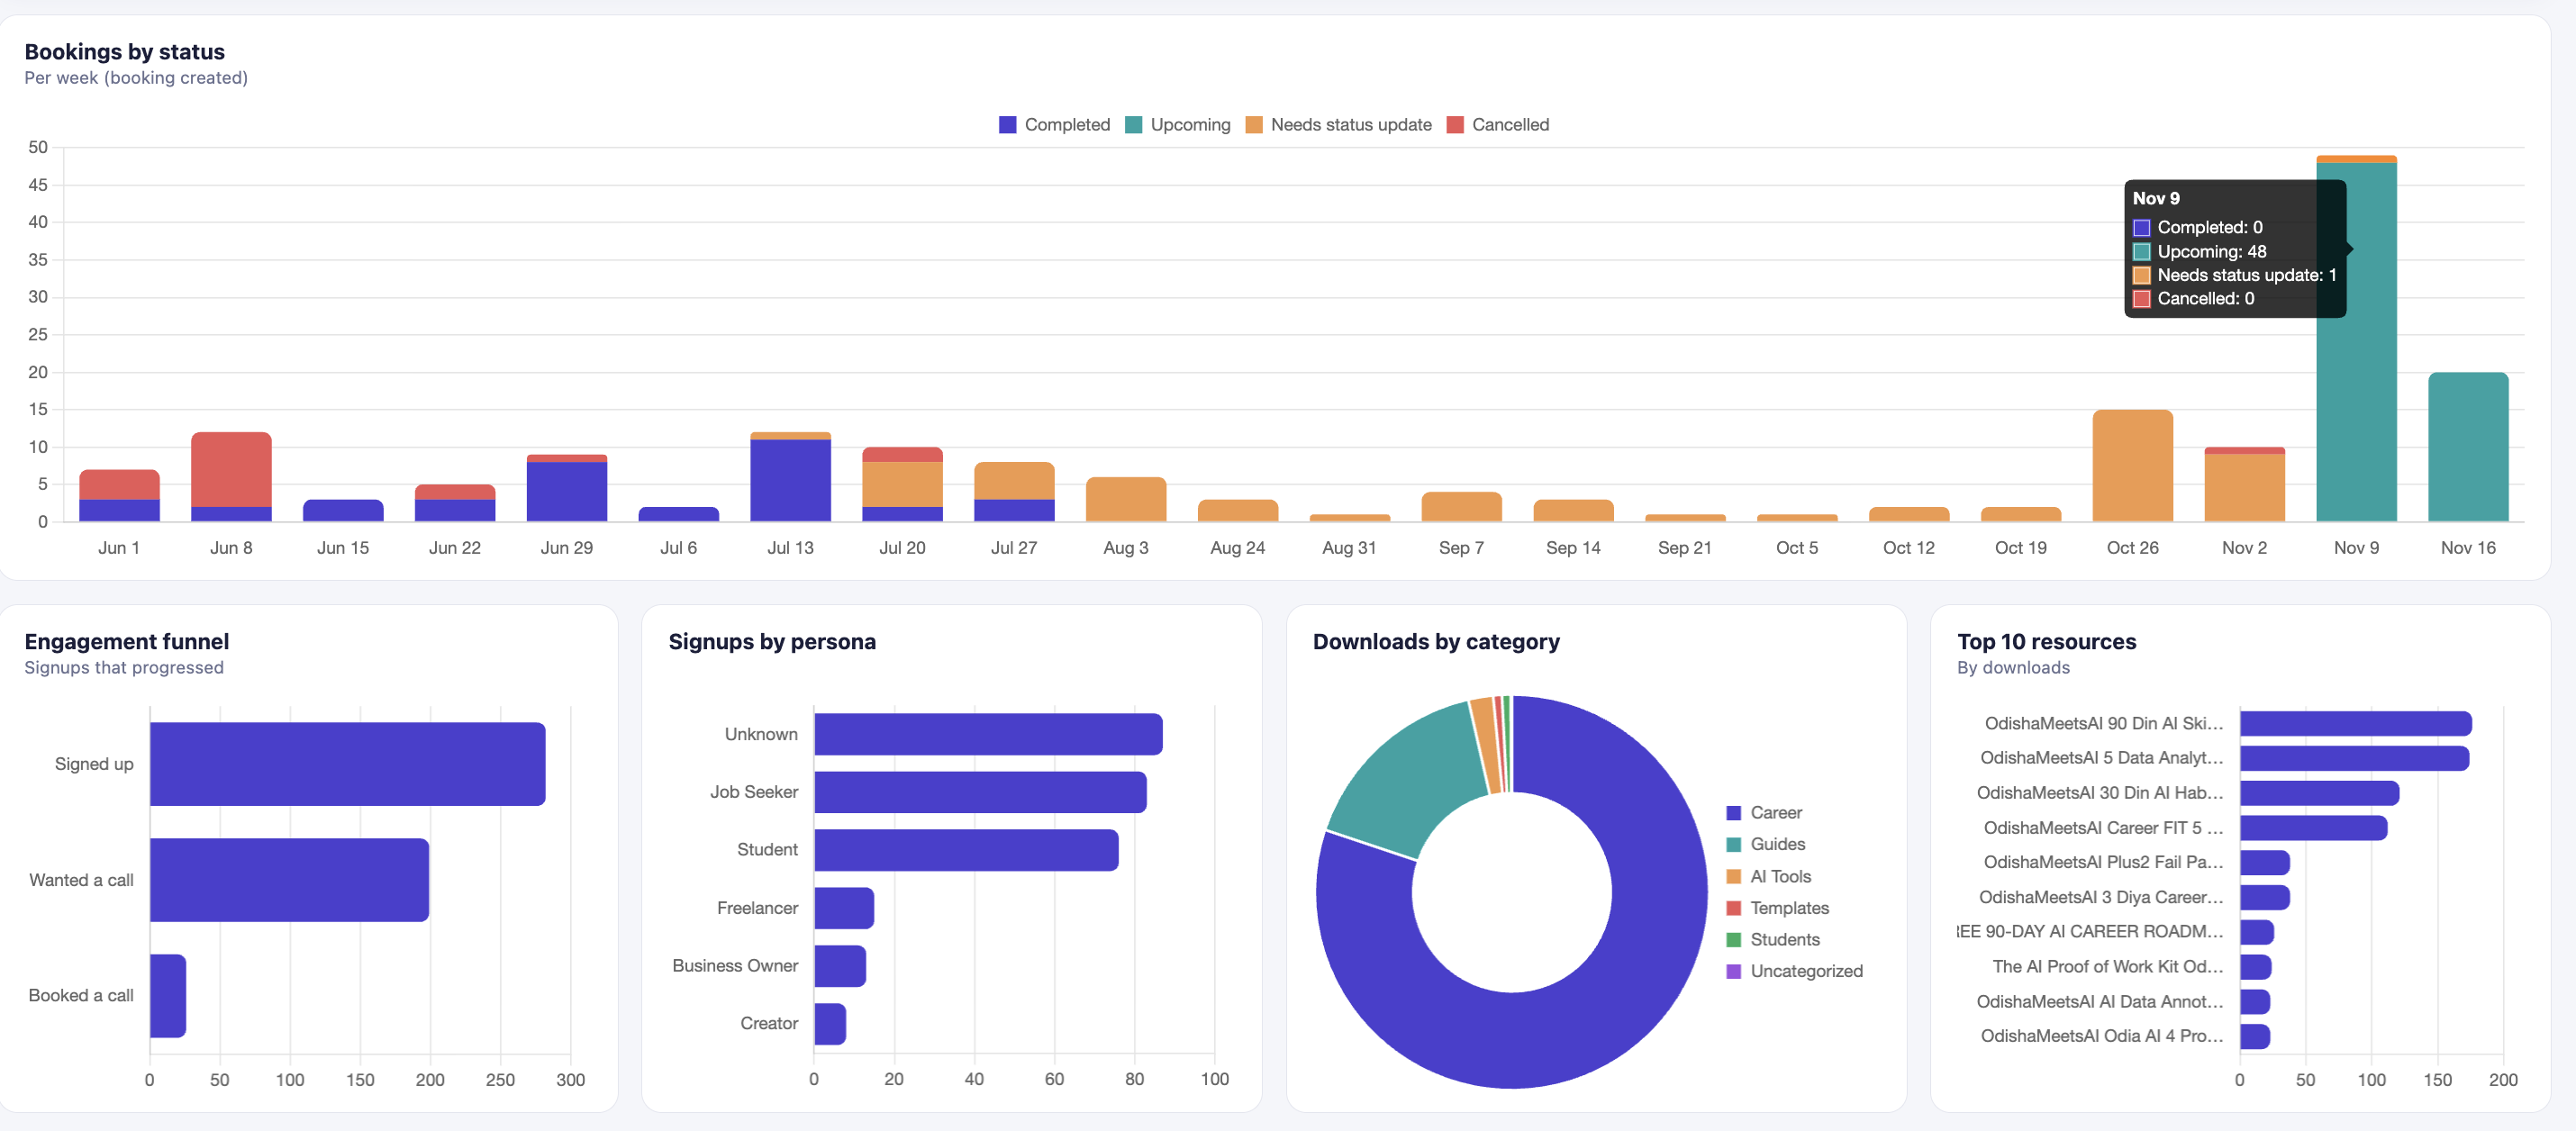 Bookings by status
Per week (booking created)
Completed Upcoming Needs status update Cancelled
50
45
40
35
30
25
20
15
10
5
0
Nov 9
Completed: 0
Upcoming: 48
Needs status update: 1
Cancelled: 0
Jun 1 Jun 8 Jun 15 Jun 22 Jun 29 Jul 6 Jul 13 Jul 20 Jul 27 Aug 3 Aug 24 Aug 31 Sep 7 Sep 14 Sep 21 Oct 5 Oct 12 Oct 19 Oct 26 Nov 2 Nov 9 Nov 16
Engagement funnel
Signups that progressed
Signed up
Wanted a call
Booked a call
0 50 100 150 200 250 300
Signups by persona
Unknown
Job Seeker
Student
Freelancer
Business Owner
Creator
0 20 40 60 80 100
Downloads by category
Career
Guides
AI Tools
Templates
Students
Uncategorized
Top 10 resources
By downloads
OdishaMeetsAI 90 Din AI Ski...
OdishaMeetsAI 5 Data Analyt...
OdishaMeetsAI 30 Din AI Hab...
OdishaMeetsAI Career FIT 5 ...
OdishaMeetsAI Plus2 Fail Pa...
OdishaMeetsAI 3 Diya Career...
REE 90-DAY AI CAREER ROADM...
The AI Proof of Work Kit Od...
OdishaMeetsAI AI Data Annot...
OdishaMeetsAI Odia AI 4 Pro...
0 50 100 150 200